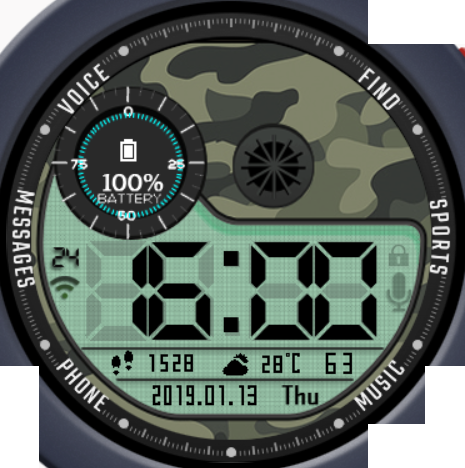 VOICE
FIND
0
75
25
100%
BATTERY
50
MESSAGES
SPORTS
24
16:00
1528
28°C
63
2019.01.13 Thu
PHONE
MUSIC